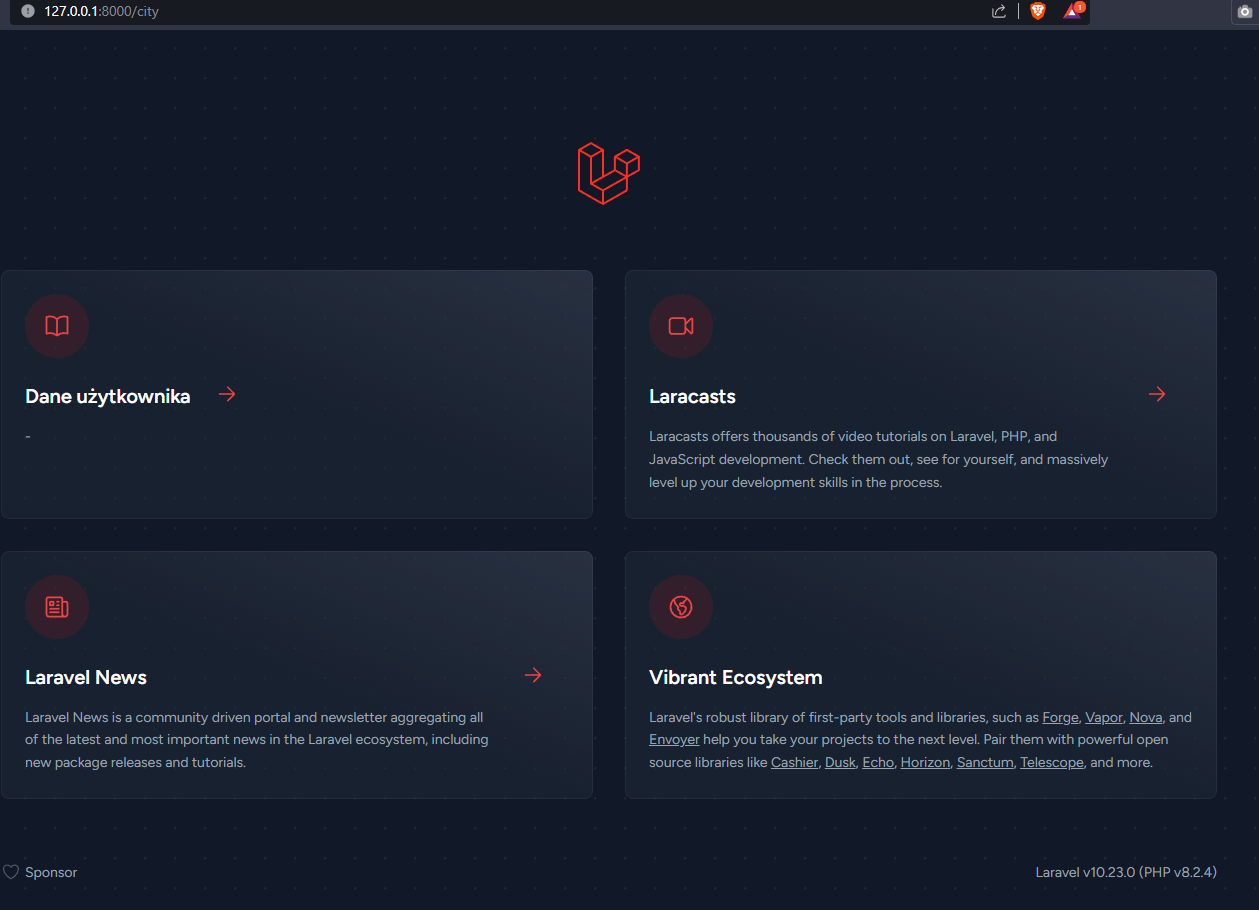 127.0.0.1:8000/city
1
Dane użytkownika
-
Laracasts
Laracasts offers thousands of video tutorials on Laravel, PHP, and
JavaScript development. Check them out, see for yourself, and massively
level up your development skills in the process.
Laravel News
Laravel News is a community driven portal and newsletter aggregating all
of the latest and most important news in the Laravel ecosystem, including
new package releases and tutorials.
Vibrant Ecosystem
Laravel's robust library of first-party tools and libraries, such as Forge, Vapor, Nova, and
Envoyer help you take your projects to the next level. Pair them with powerful open
source libraries like Cashier, Dusk, Echo, Horizon, Sanctum, Telescope, and more.
Sponsor
Laravel v10.23.0 (PHP v8.2.4)